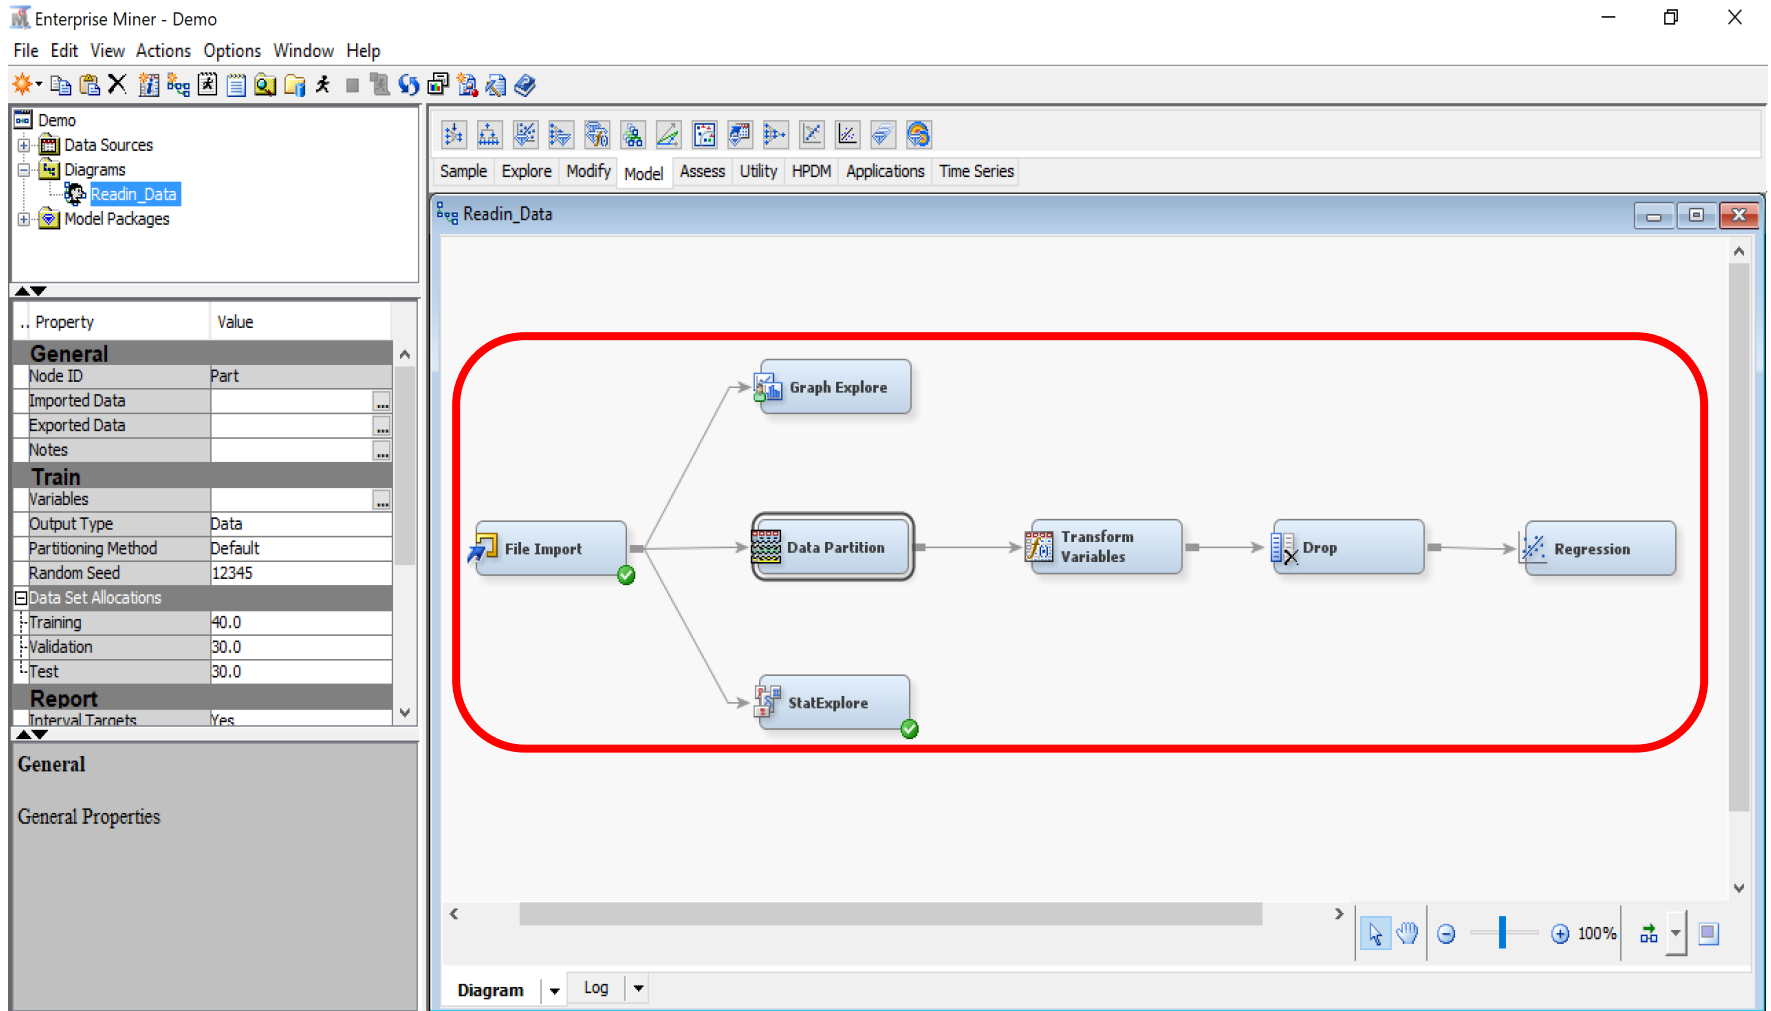 Enterprise Miner - Demo
File Edit View Actions Options Window Help
Demo
Data Sources
Diagrams
Readin_Data
Model Packages
Sample Explore Modify Model Assess Utility HPDM Applications Time Series
Readin_Data
.. Property Value
General
Node ID Part
Imported Data ...
Exported Data ...
Notes ...
Train
Variables ...
Output Type Data
Partitioning Method Default
Random Seed 12345
Data Set Allocations
Training 40.0
Validation 30.0
Test 30.0
Report
Interval Targets Yes
General
General Properties
Graph Explore
File Import
Data Partition
Transform
Variables
Drop
Regression
StatExplore
100%
Diagram Log